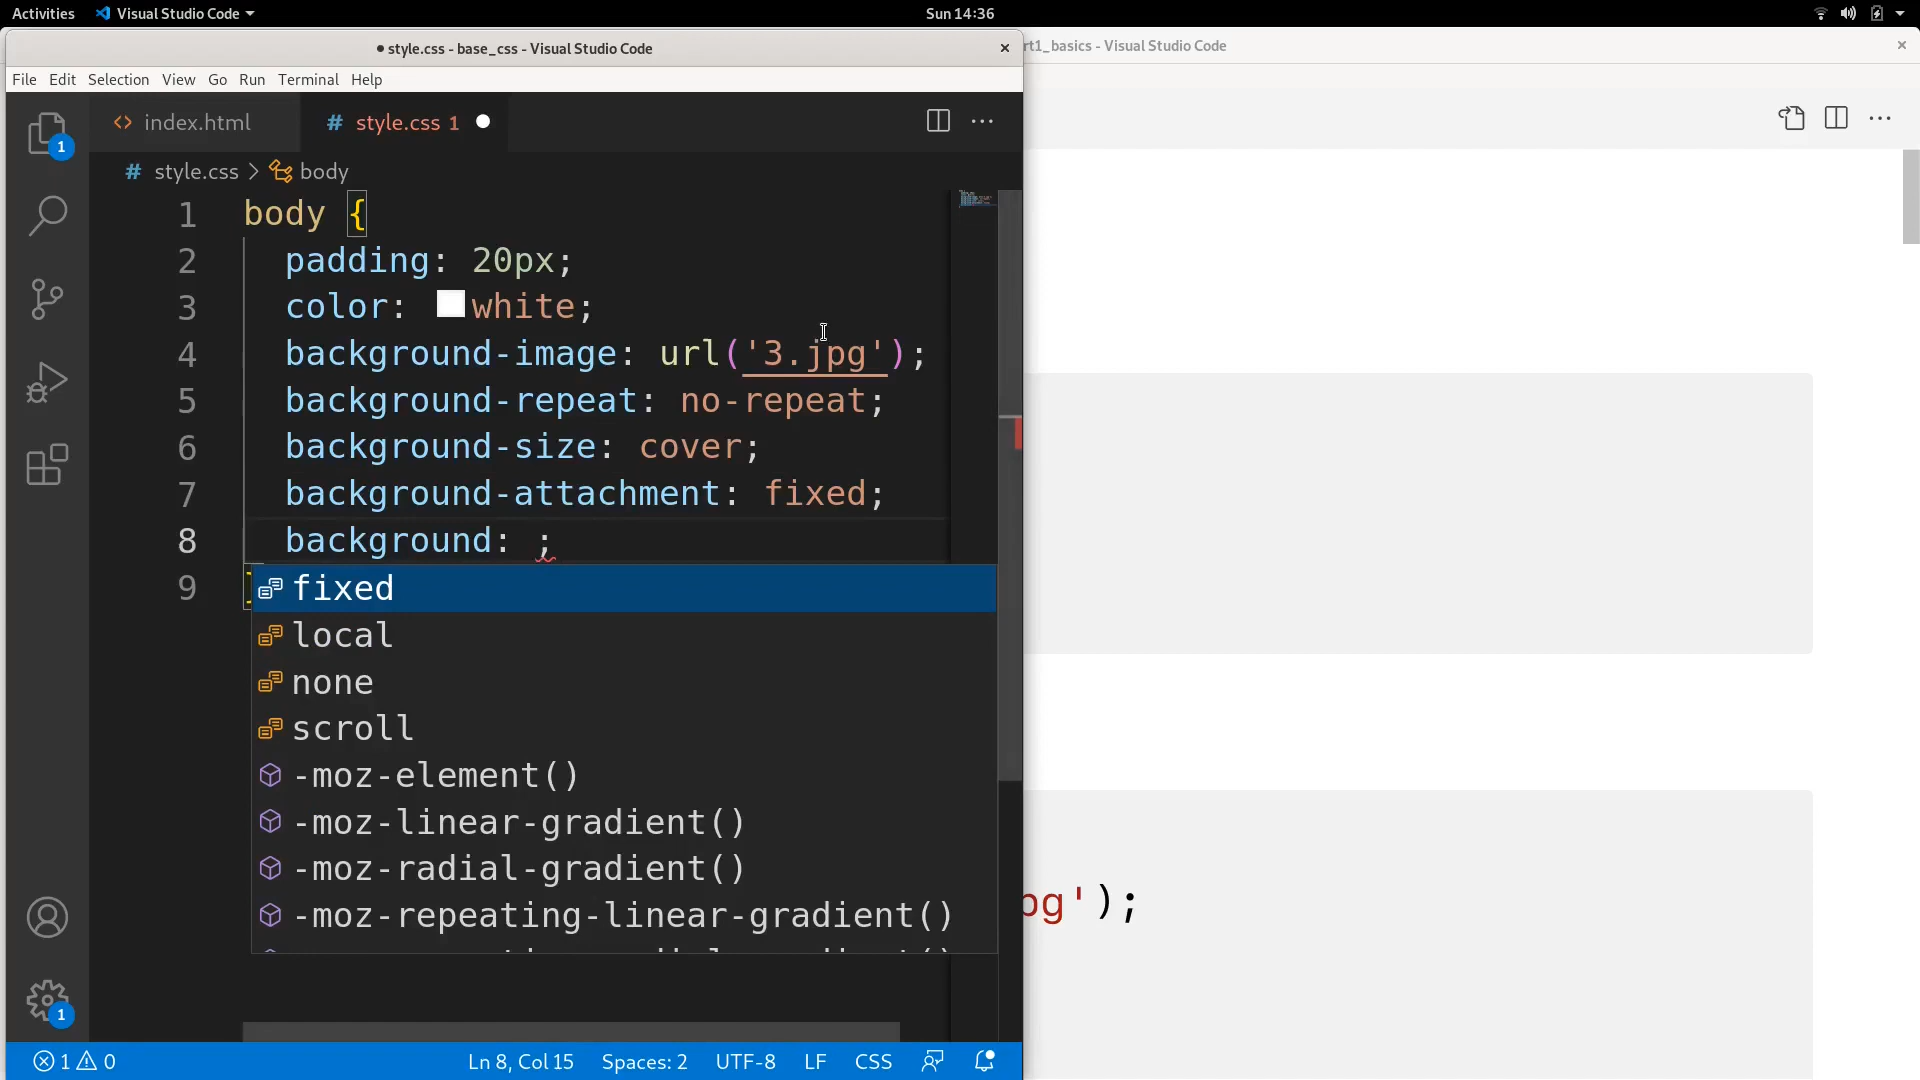 Activities Visual Studio Code Sun 14:36
● style.css - base_css - Visual Studio Code ×
rt1_basics - Visual Studio Code ×
File Edit Selection View Go Run Terminal Help
<> index.html # style.css 1
# style.css > body
1 body {
2 padding: 20px;
3 color: white;
4 background-image: url('3.jpg');
5 background-repeat: no-repeat;
6 background-size: cover;
7 background-attachment: fixed;
8 background: ;
9 }
fixed
local
none
scroll
-moz-element()
-moz-linear-gradient()
-moz-radial-gradient()
-moz-repeating-linear-gradient()
pg');
1
1
1 0 Ln 8, Col 15 Spaces: 2 UTF-8 LF CSS